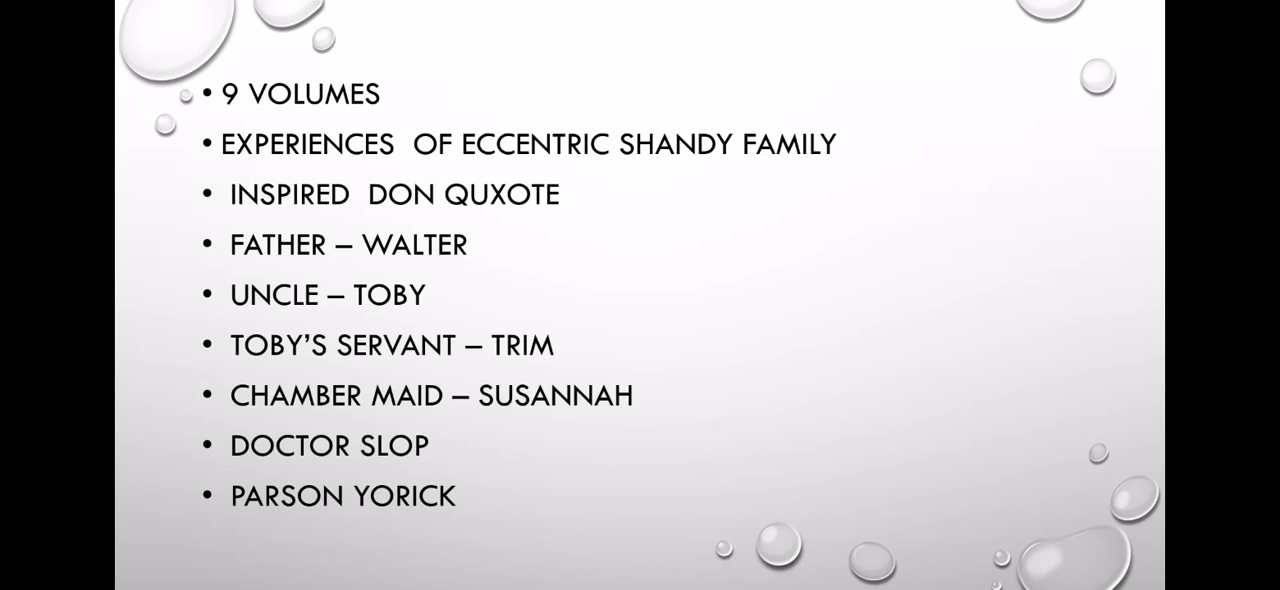 • 9 VOLUMES
• EXPERIENCES OF ECCENTRIC SHANDY FAMILY
• INSPIRED DON QUXOTE
• FATHER – WALTER
• UNCLE – TOBY
• TOBY’S SERVANT – TRIM
• CHAMBER MAID – SUSANNAH
• DOCTOR SLOP
• PARSON YORICK